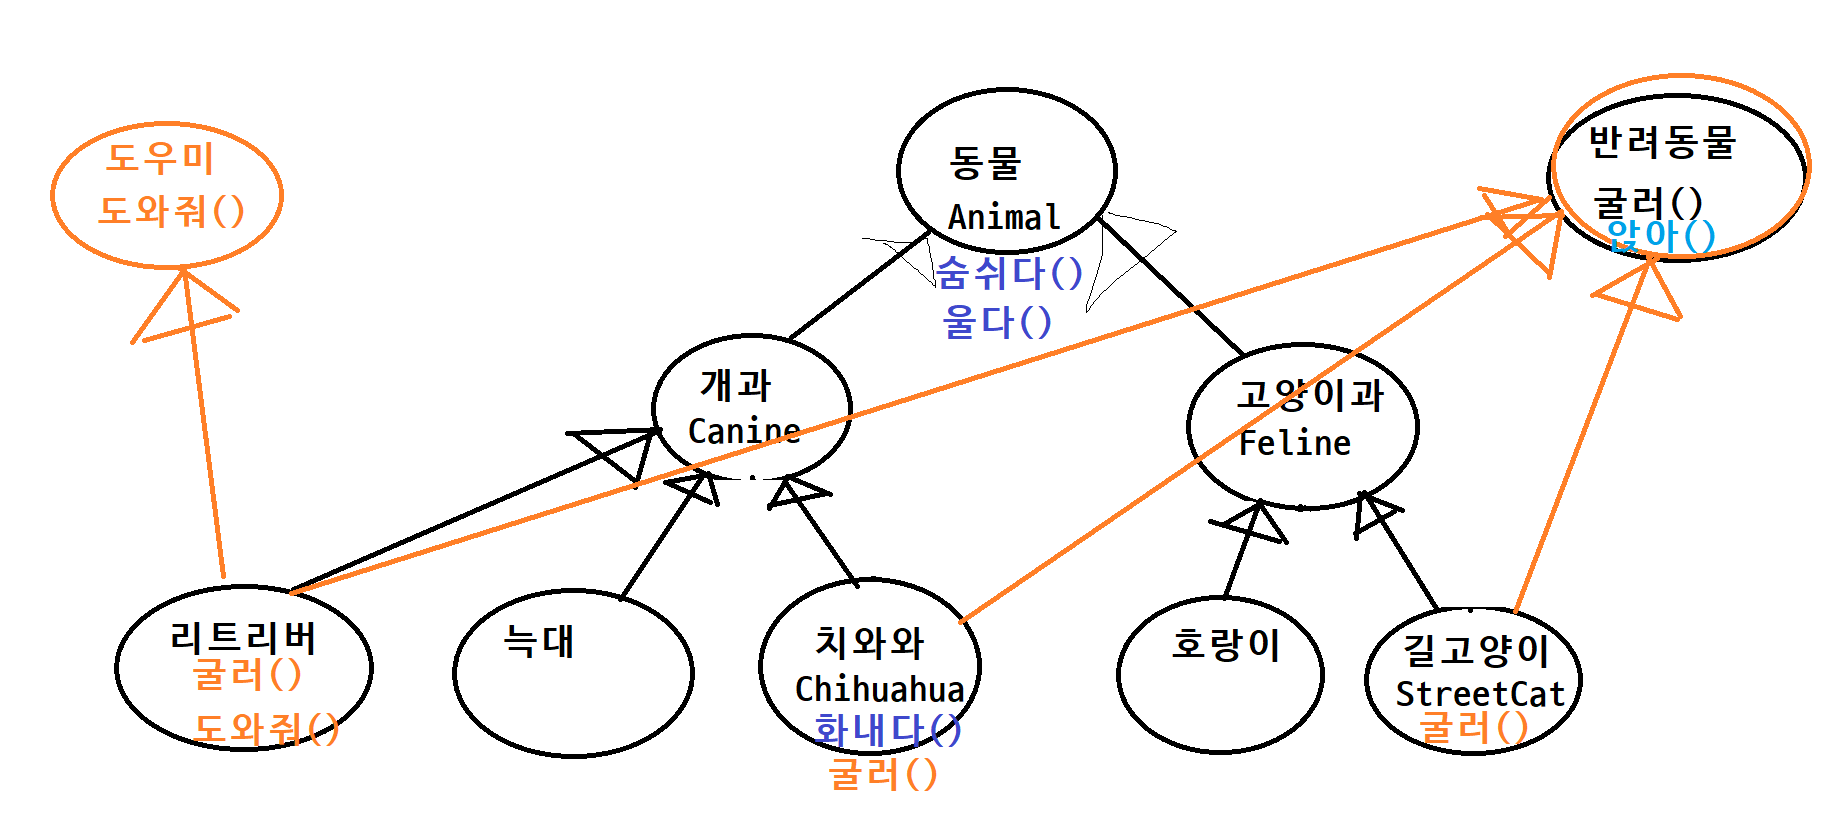 도우미
도와줘()
동물
Animal
숨쉬다()
울다()
반려동물
굴러()
앉아()
개과
Canine
고양이과
Feline
리트리버
굴러()
도와줘()
늑대
치와와
Chihuahua
화내다()
굴러()
호랑이
길고양이
StreetCat
굴러()